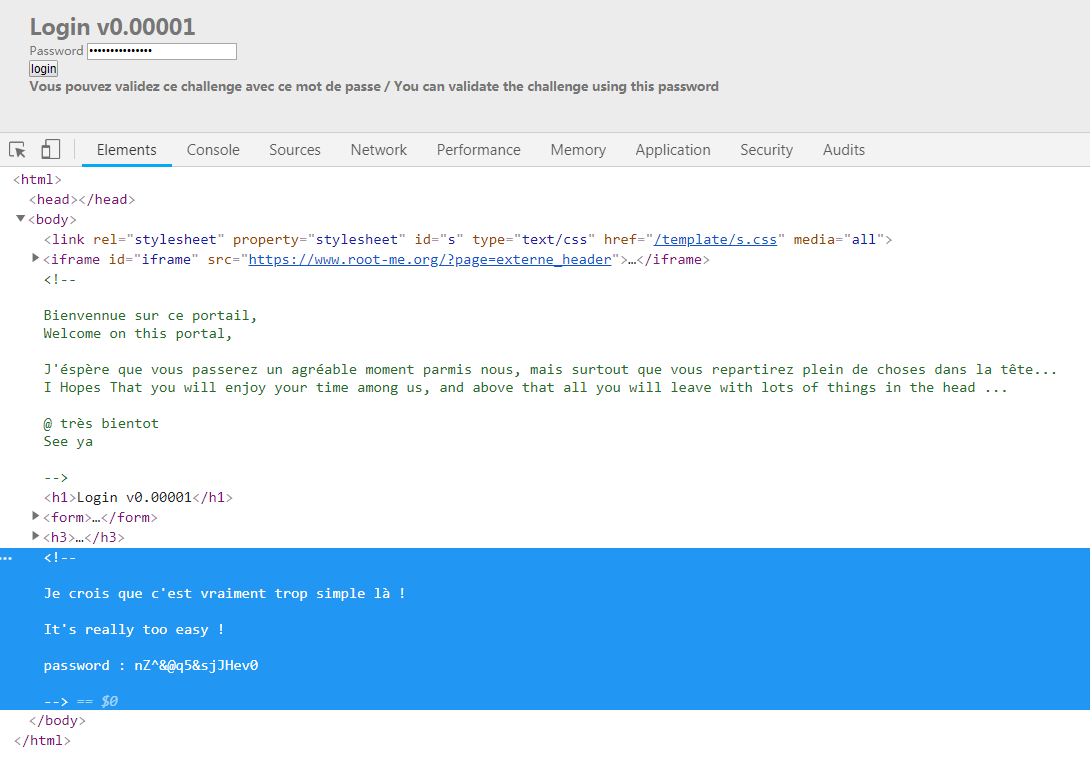 Login v0.00001
Password •••••••••••••••
login
Vous pouvez validez ce challenge avec ce mot de passe / You can validate the challenge using this password
Elements Console Sources Network Performance Memory Application Security Audits
<html>
<head></head>
<body>
<link rel="stylesheet" property="stylesheet" id="s" type="text/css" href="/template/s.css" media="all">
<iframe id="iframe" src="https://www.root-me.org/?page=externe_header">…</iframe>
<!--
Bienvennue sur ce portail,
Welcome on this portal,
J'éspère que vous passerez un agréable moment parmis nous, mais surtout que vous repartirez plein de choses dans la tête...
I Hopes That you will enjoy your time among us, and above that all you will leave with lots of things in the head ...
@ très bientot
See ya
-->
<h1>Login v0.00001</h1>
<form>…</form>
<h3>…</h3>
<!--
Je crois que c'est vraiment trop simple là !
It's really too easy !
password : nZ^&@q5&sjJHev0
--> == $0
</body>
</html>